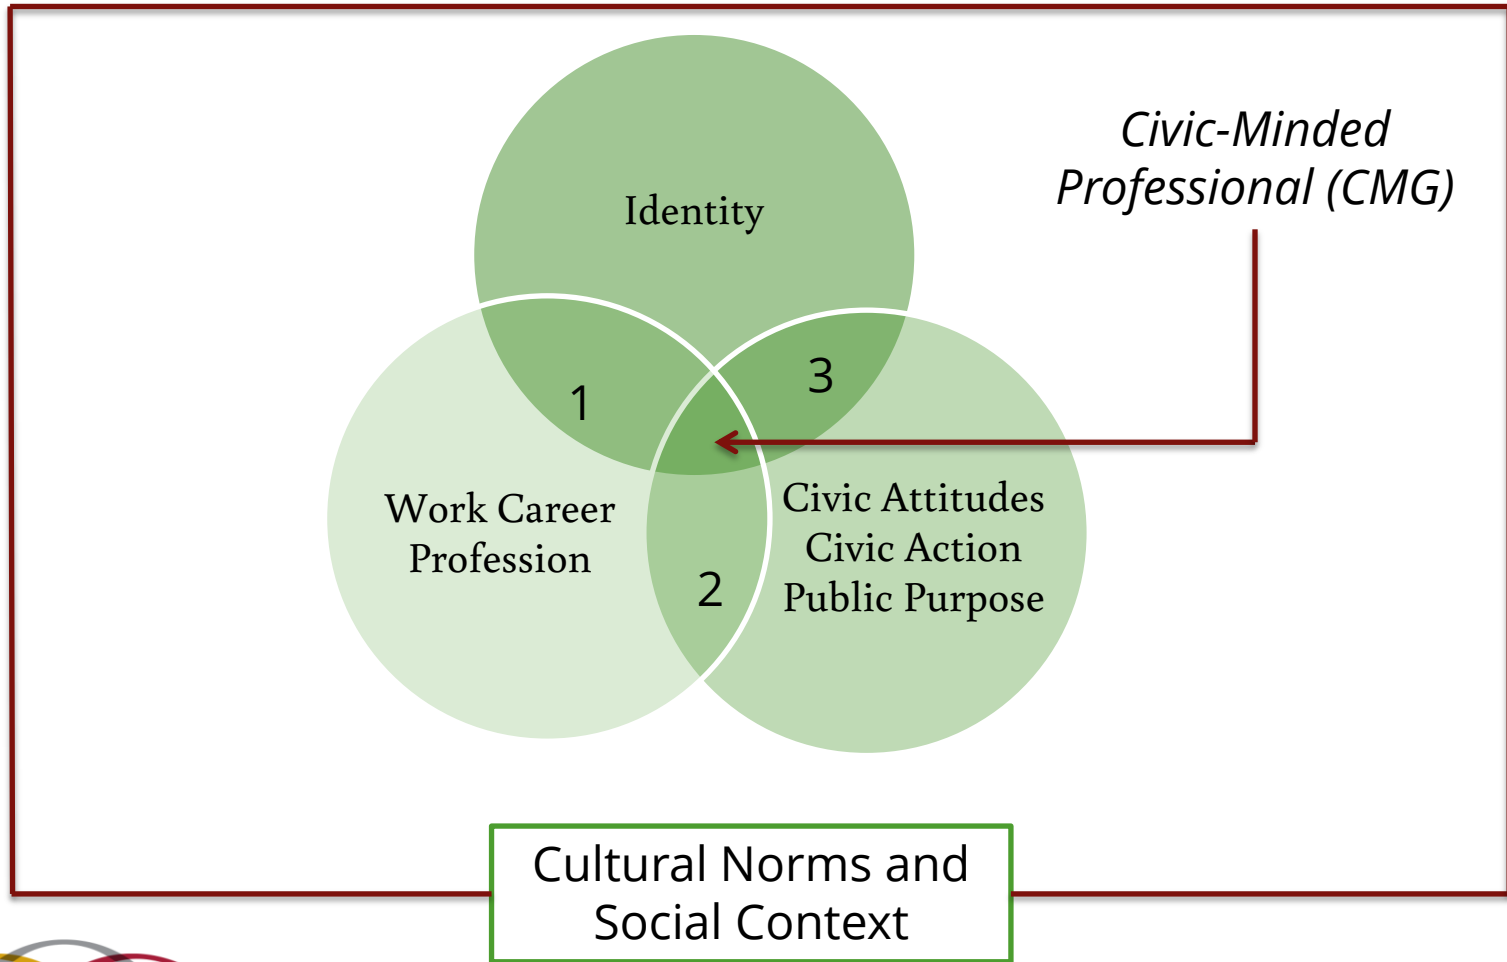 Identity
Civic-Minded
Professional (CMG)
1
3
Work Career
Profession
2
Civic Attitudes
Civic Action
Public Purpose
Cultural Norms and
Social Context